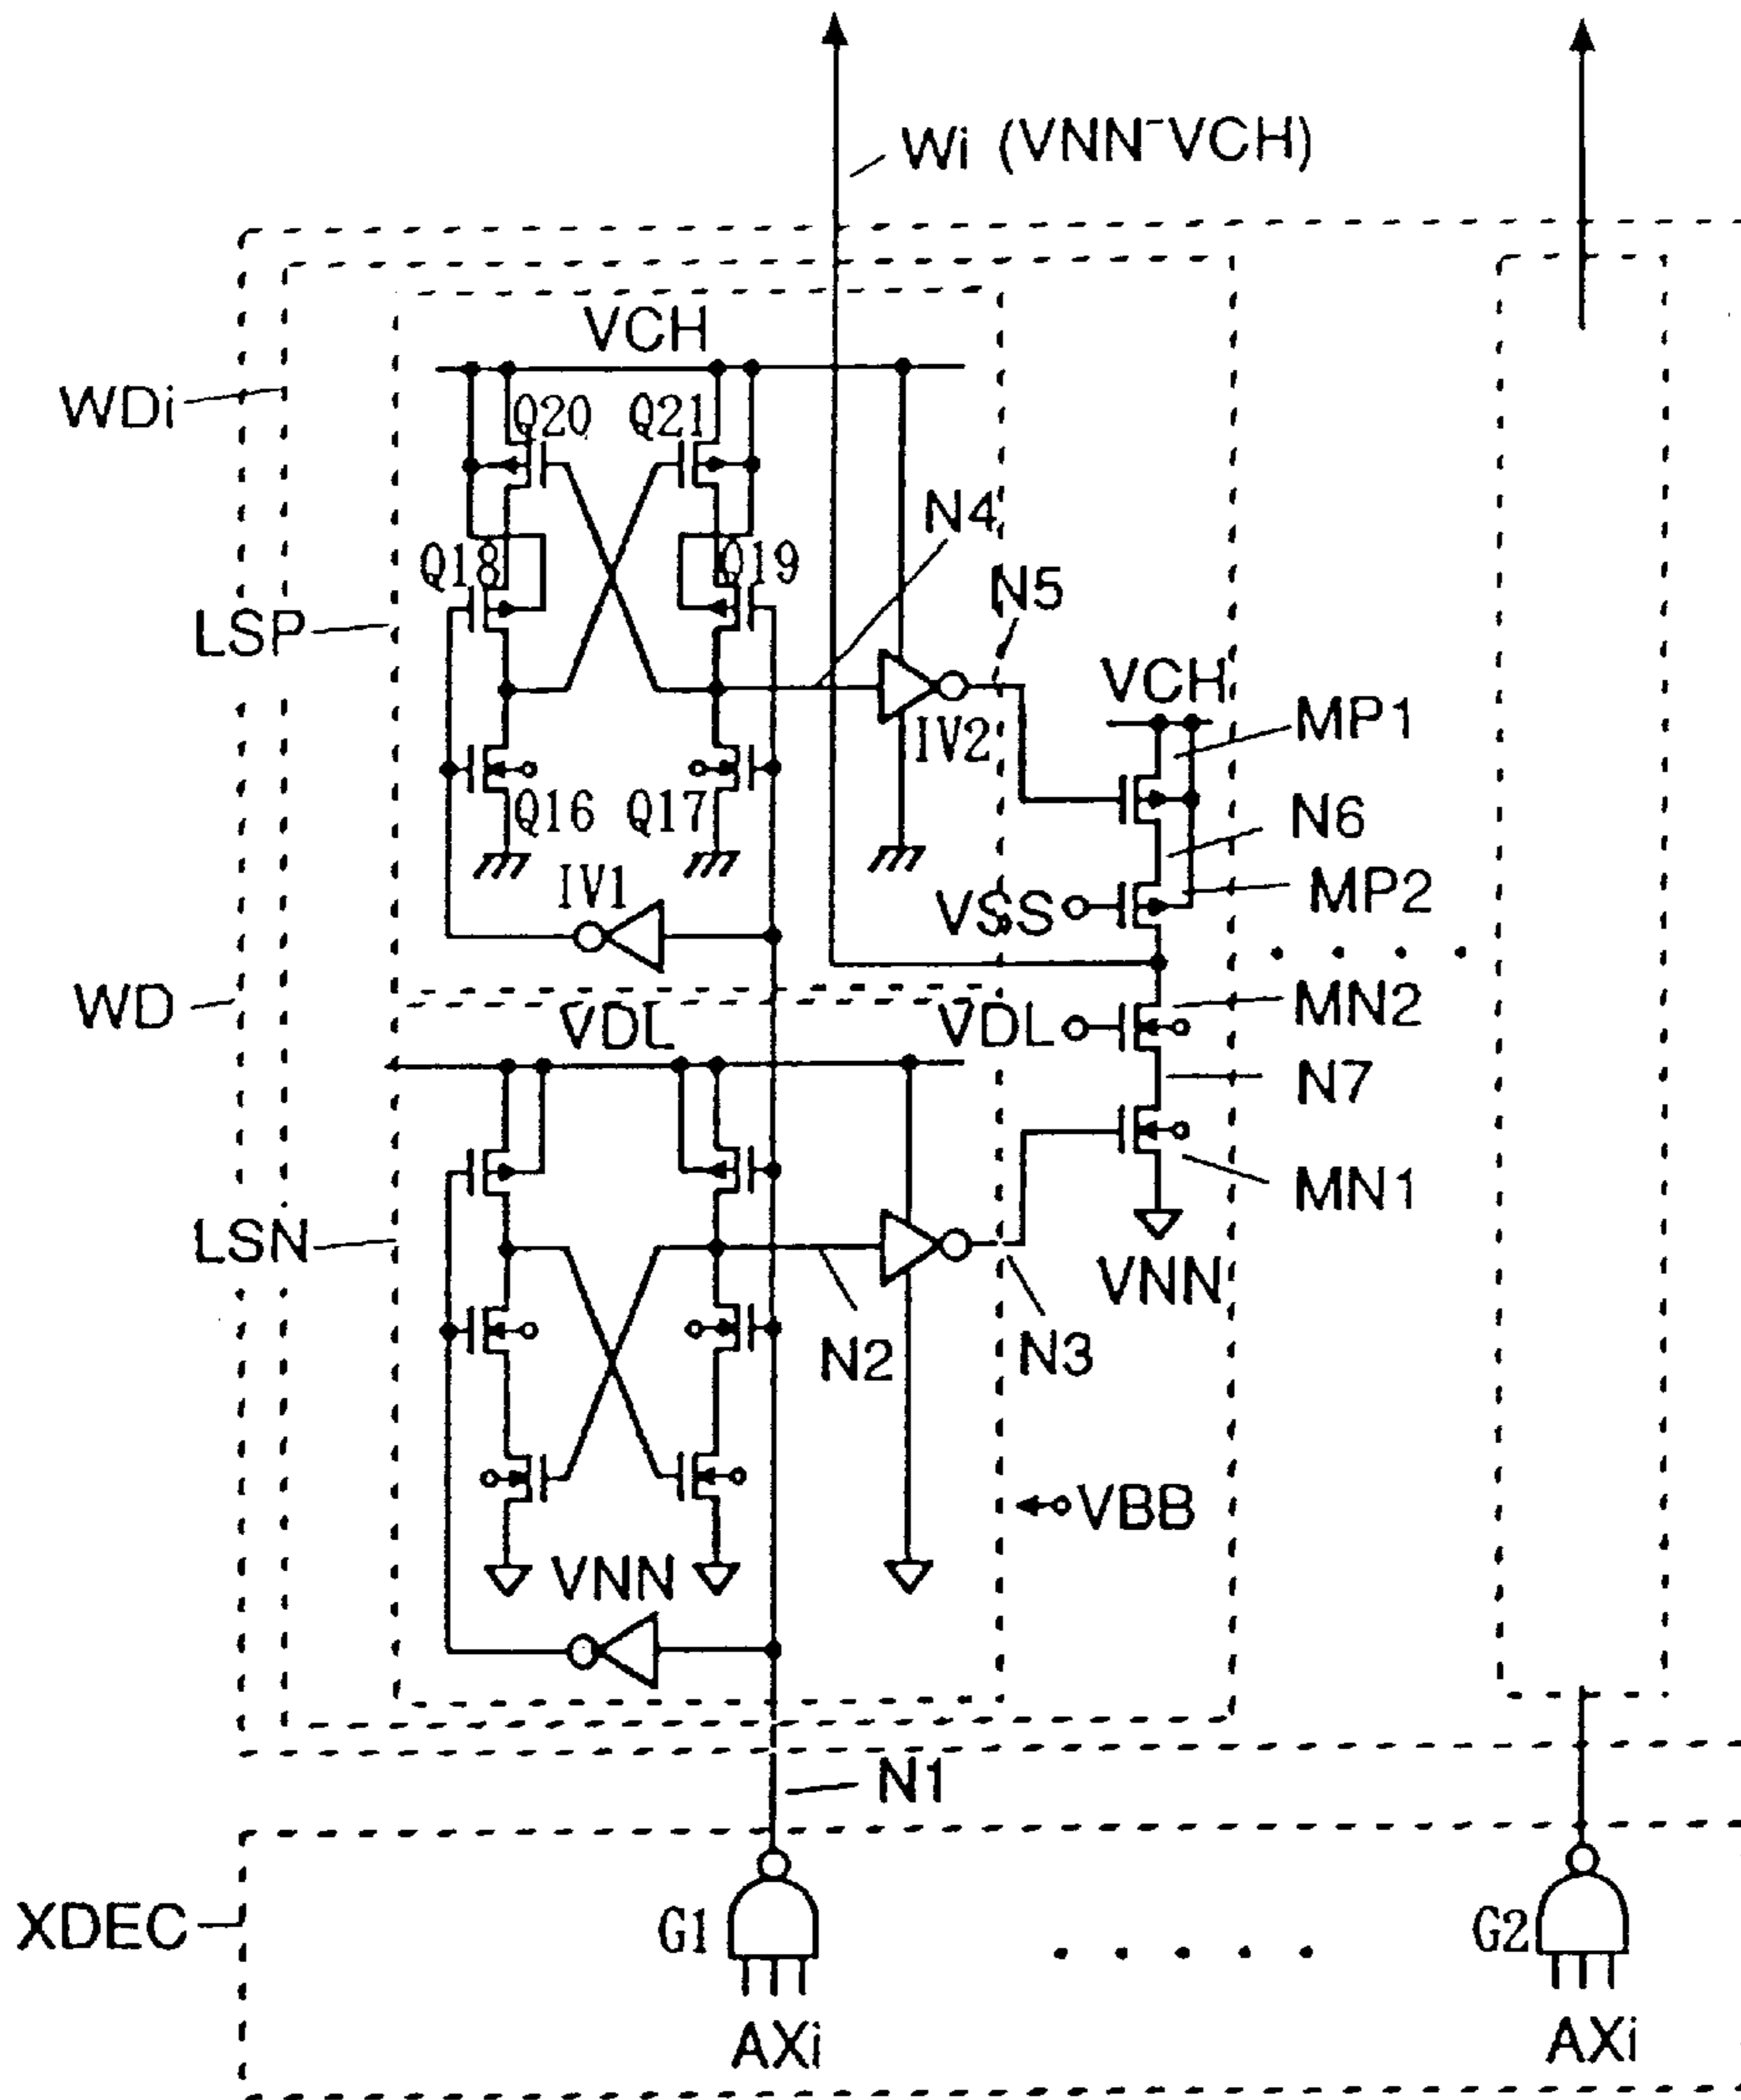 Wi (VNN-VCH)
VCH
WDi
Q20
Q21
N4
Q18
Q19
N5
LSP
VCH
MP1
IV2
Q16
Q17
N6
IV1
MP2
VSS
WD
VDL
VDL
MN2
N7
MN1
LSN
VNN
N2
N3
VBB
VNN
N1
XDEC
G1
G2
AXi
AXi